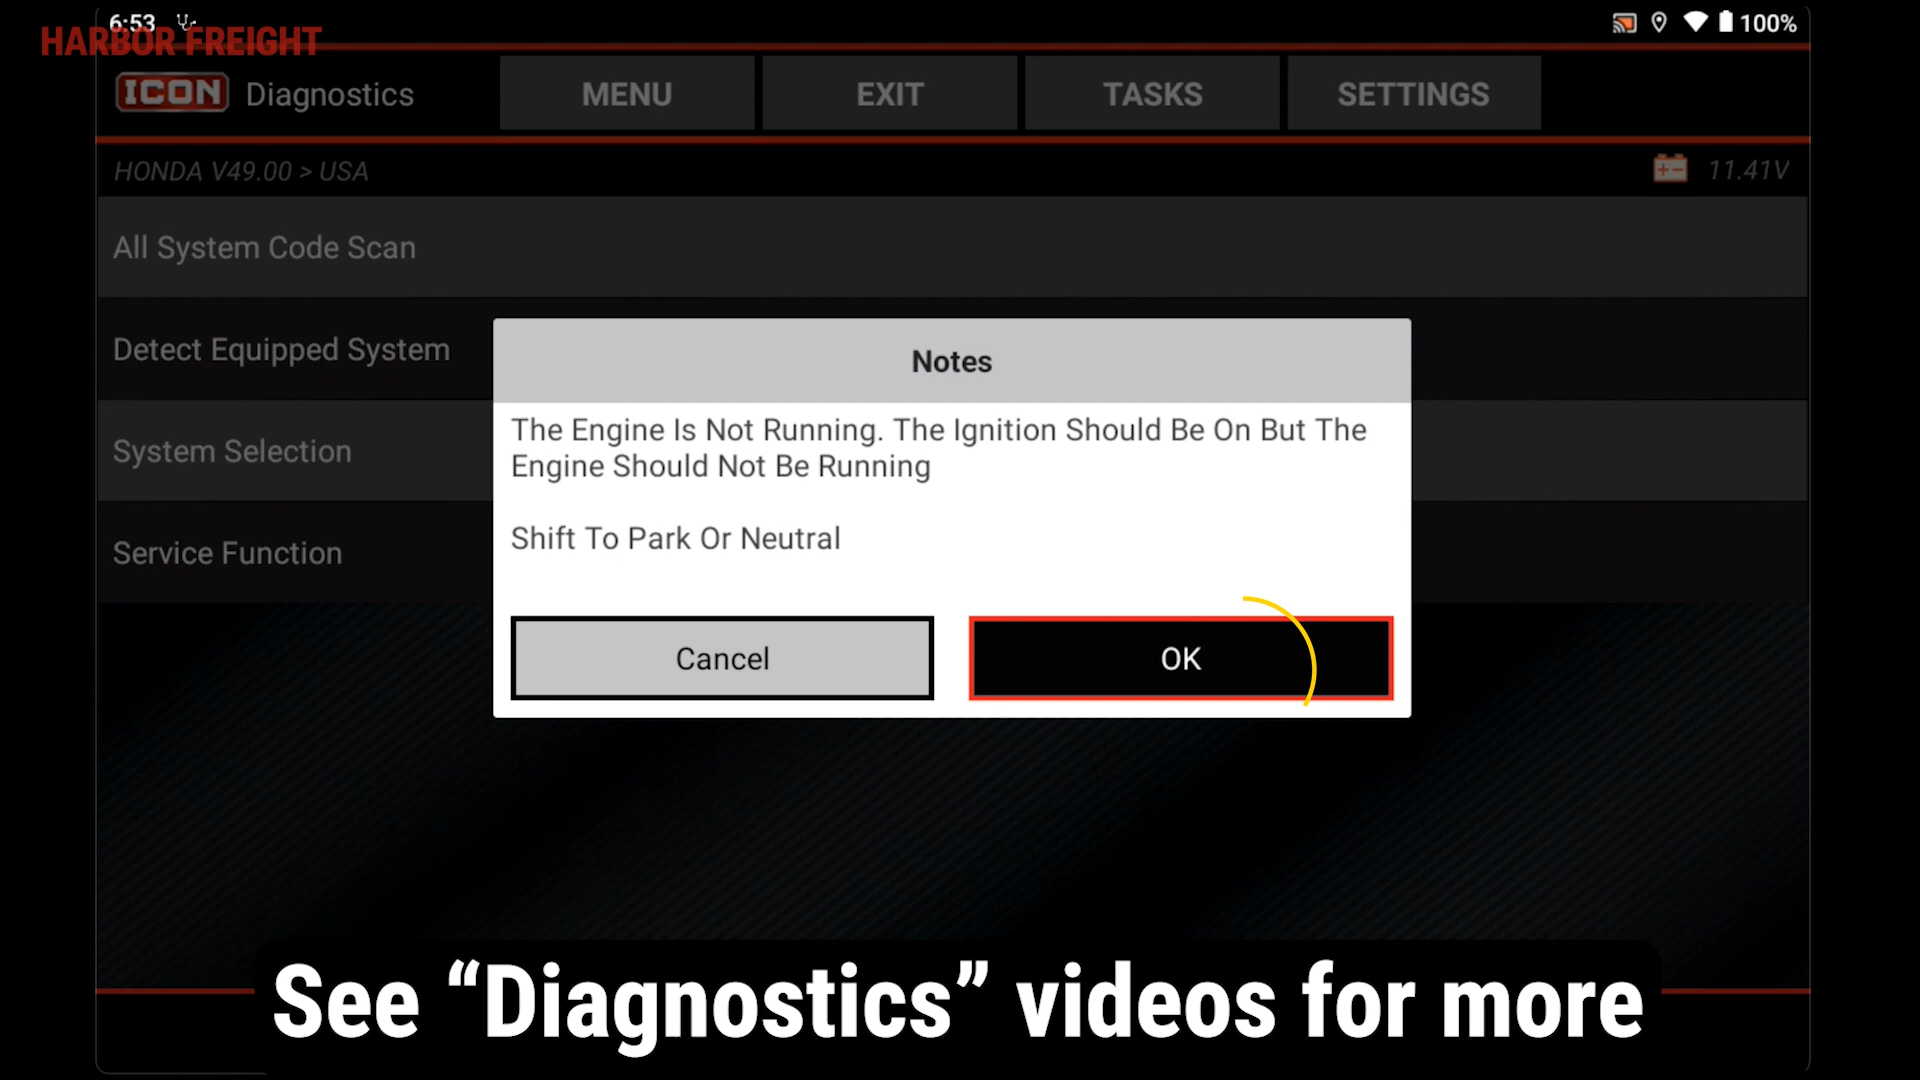 6:53
100%
HARBOR FREIGHT
ICON Diagnostics
MENU
EXIT
TASKS
SETTINGS
HONDA V49.00 > USA
11.41V
All System Code Scan
Detect Equipped System
System Selection
Service Function
Notes
The Engine Is Not Running. The Ignition Should Be On But The
Engine Should Not Be Running
Shift To Park Or Neutral
Cancel
OK
See “Diagnostics” videos for more